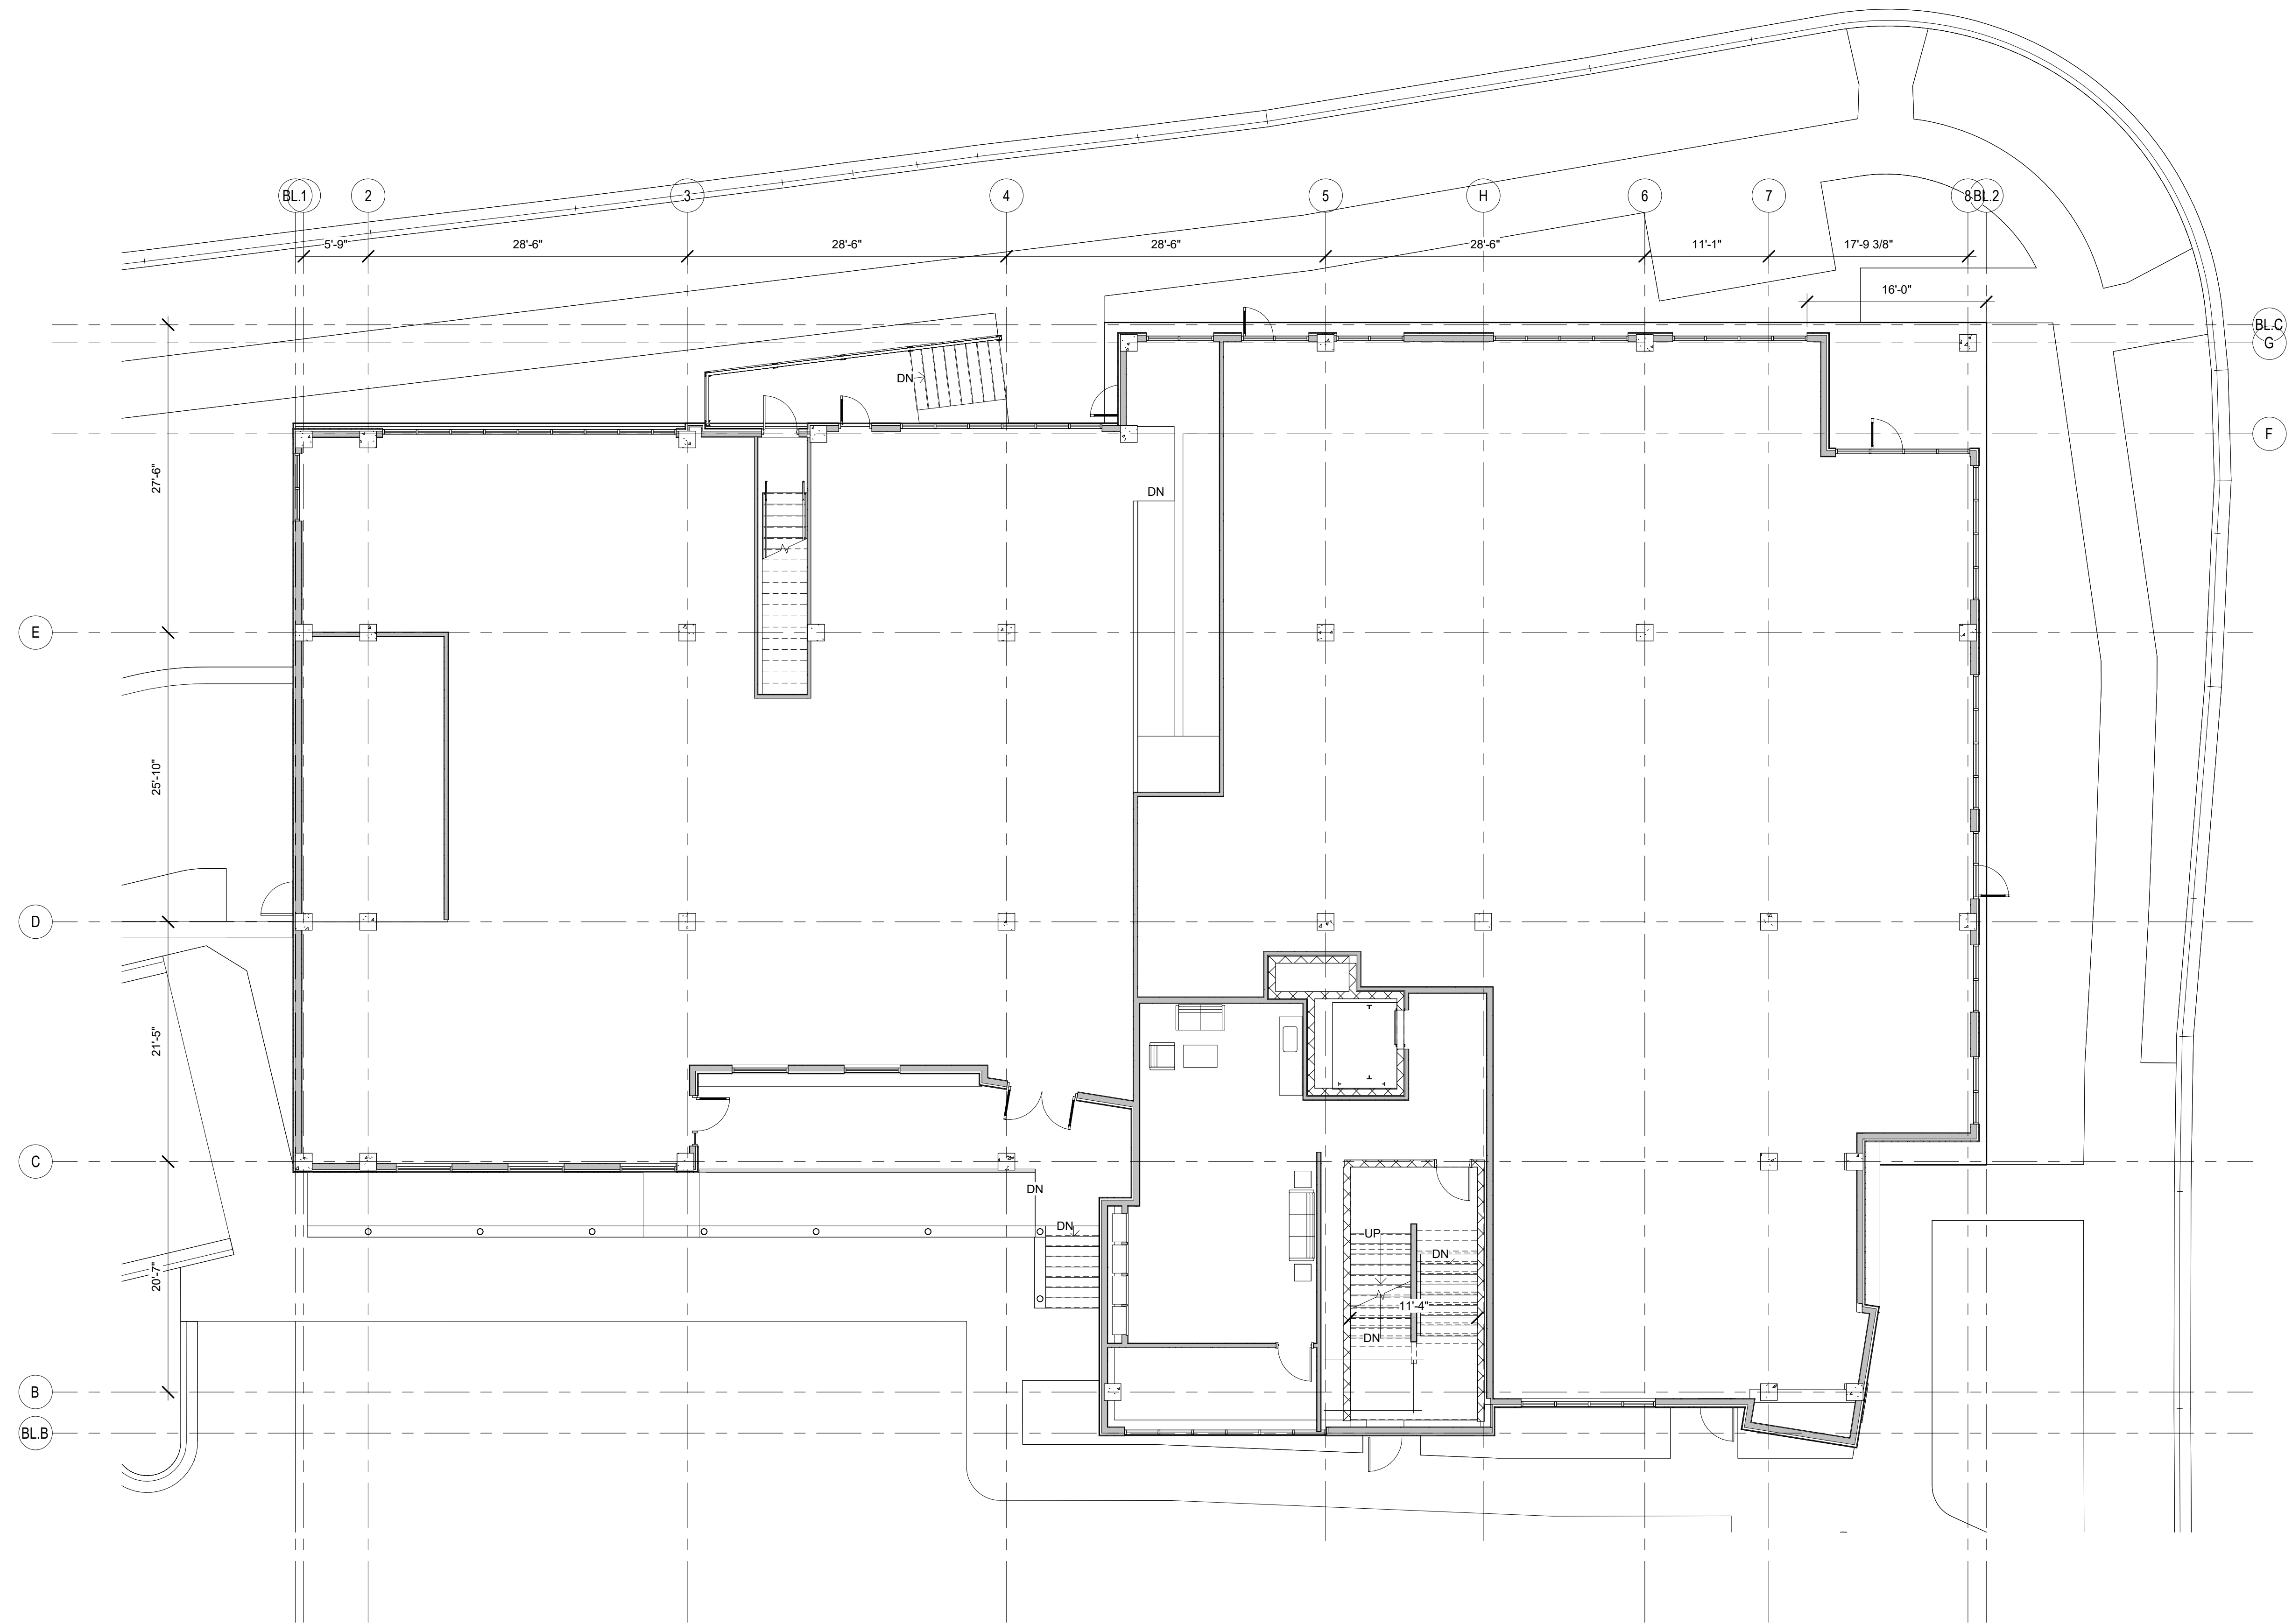 BL.1 2 3 4 5 H 6 7 8 BL.2
5'-9" 28'-6" 28'-6" 28'-6" 28'-6" 11'-1" 17'-9 3/8"
16'-0"
BL.C
G
DN
F
27'-6"
DN
E
25'-10"
D
21'-5"
C
DN
DN
UP
DN
20'-7"
11'-4"
DN
B
BL.B